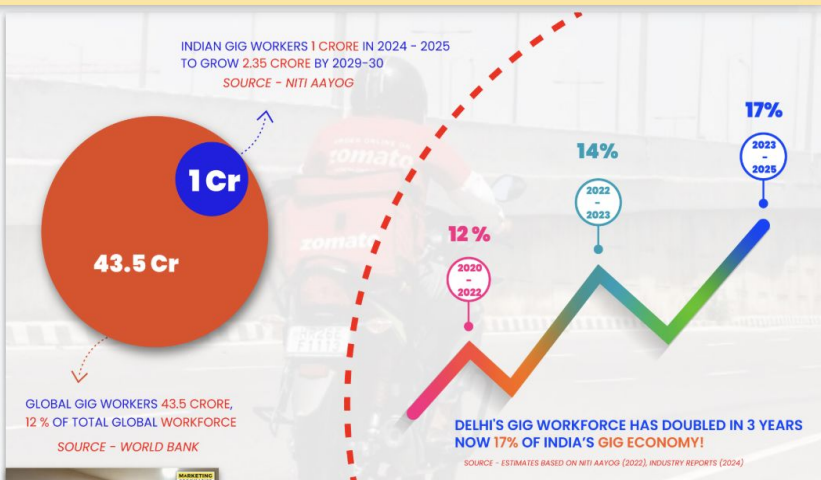 INDIAN GIG WORKERS 1 CRORE IN 2024 - 2025
TO GROW 2.35 CRORE BY 2029-30
SOURCE - NITI AAYOG
1 Cr
43.5 Cr
GLOBAL GIG WORKERS 43.5 CRORE,
12 % OF TOTAL GLOBAL WORKFORCE
SOURCE - WORLD BANK
MARKETING
zomato
zomato
12 %
2020
-
2022
14%
2022
-
2023
17%
2023
-
2025
DELHI'S GIG WORKFORCE HAS DOUBLED IN 3 YEARS
NOW 17% OF INDIA'S GIG ECONOMY!
SOURCE - ESTIMATES BASED ON NITI AAYOG (2022), INDUSTRY REPORTS (2024)